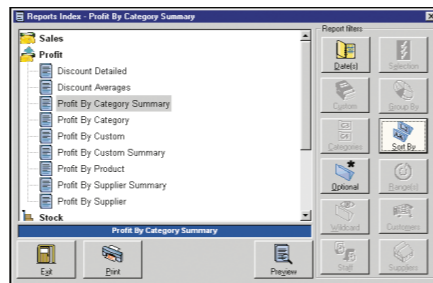 Reports Index - Profit By Category Summary
Report filters
Sales
Profit
Discount Detailed
Discount Averages
Profit By Category Summary
Profit By Category
Profit By Custom
Profit By Custom Summary
Profit By Product
Profit By Supplier Summary
Profit By Supplier
Stock
Profit By Category Summary
Exit
Print
Preview
Date(s)
Selection
Custom
Group By
Categories
Sort By
Optional
Range(s)
Wildcard
Customers
Staff
Suppliers